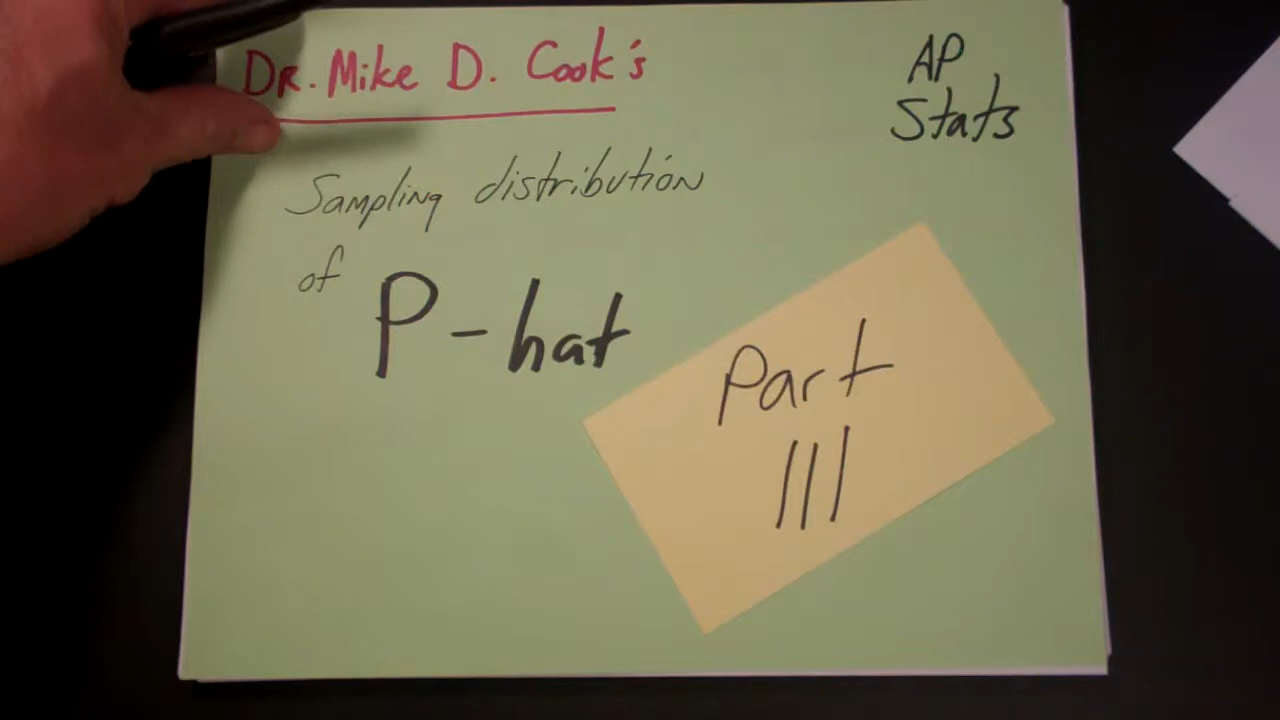 Dr. Mike D. Cook's
AP
Stats
Sampling distribution
of P-hat
Part
III